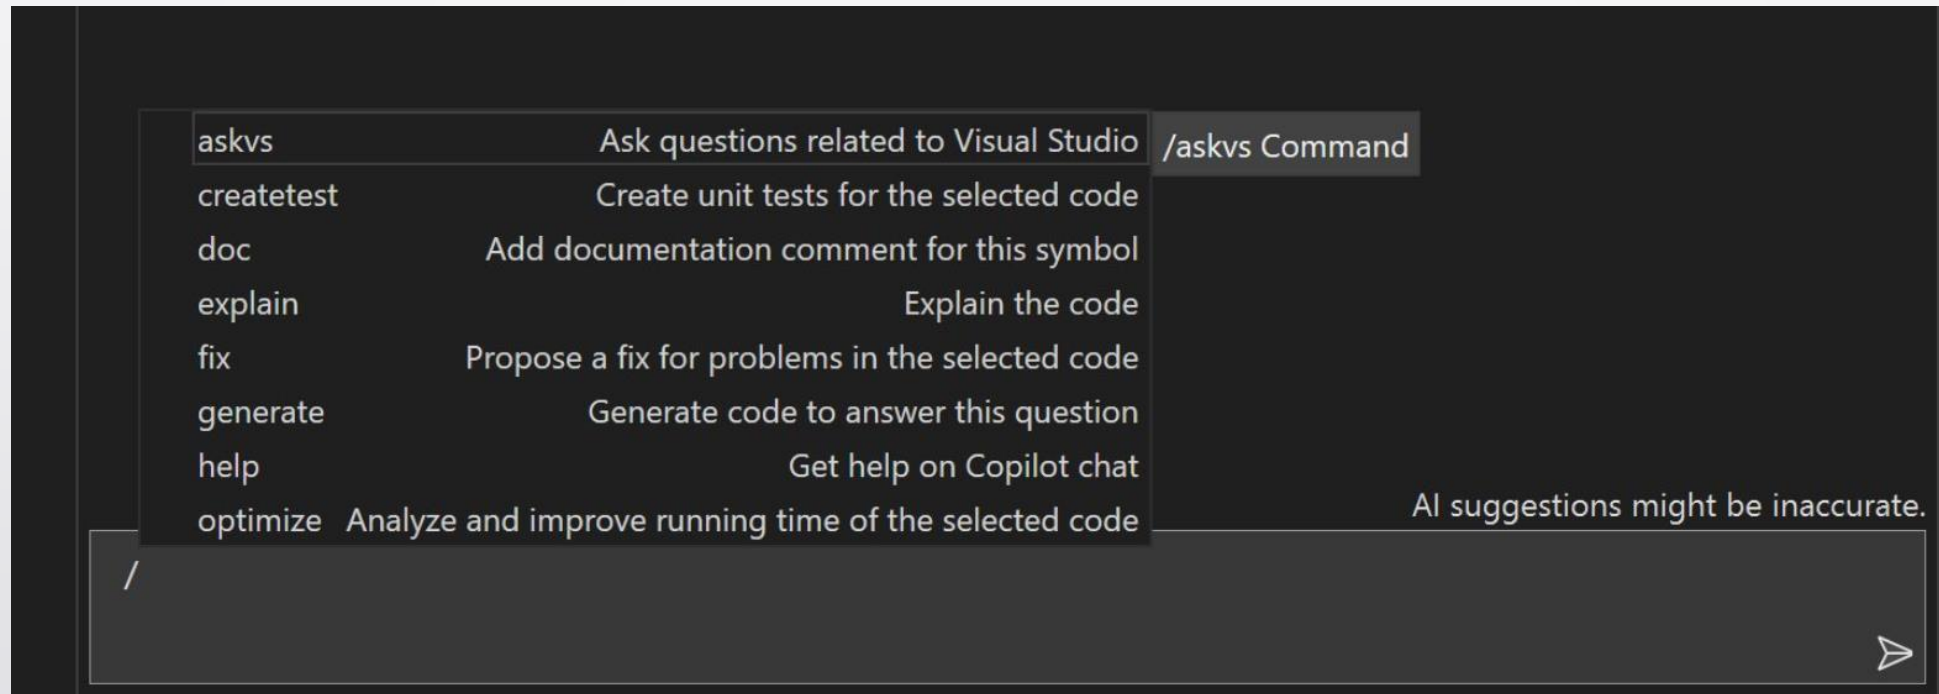 askvs Ask questions related to Visual Studio /askvs Command
createtest Create unit tests for the selected code
doc Add documentation comment for this symbol
explain Explain the code
fix Propose a fix for problems in the selected code
generate Generate code to answer this question
help Get help on Copilot chat
optimize Analyze and improve running time of the selected code
AI suggestions might be inaccurate.
/